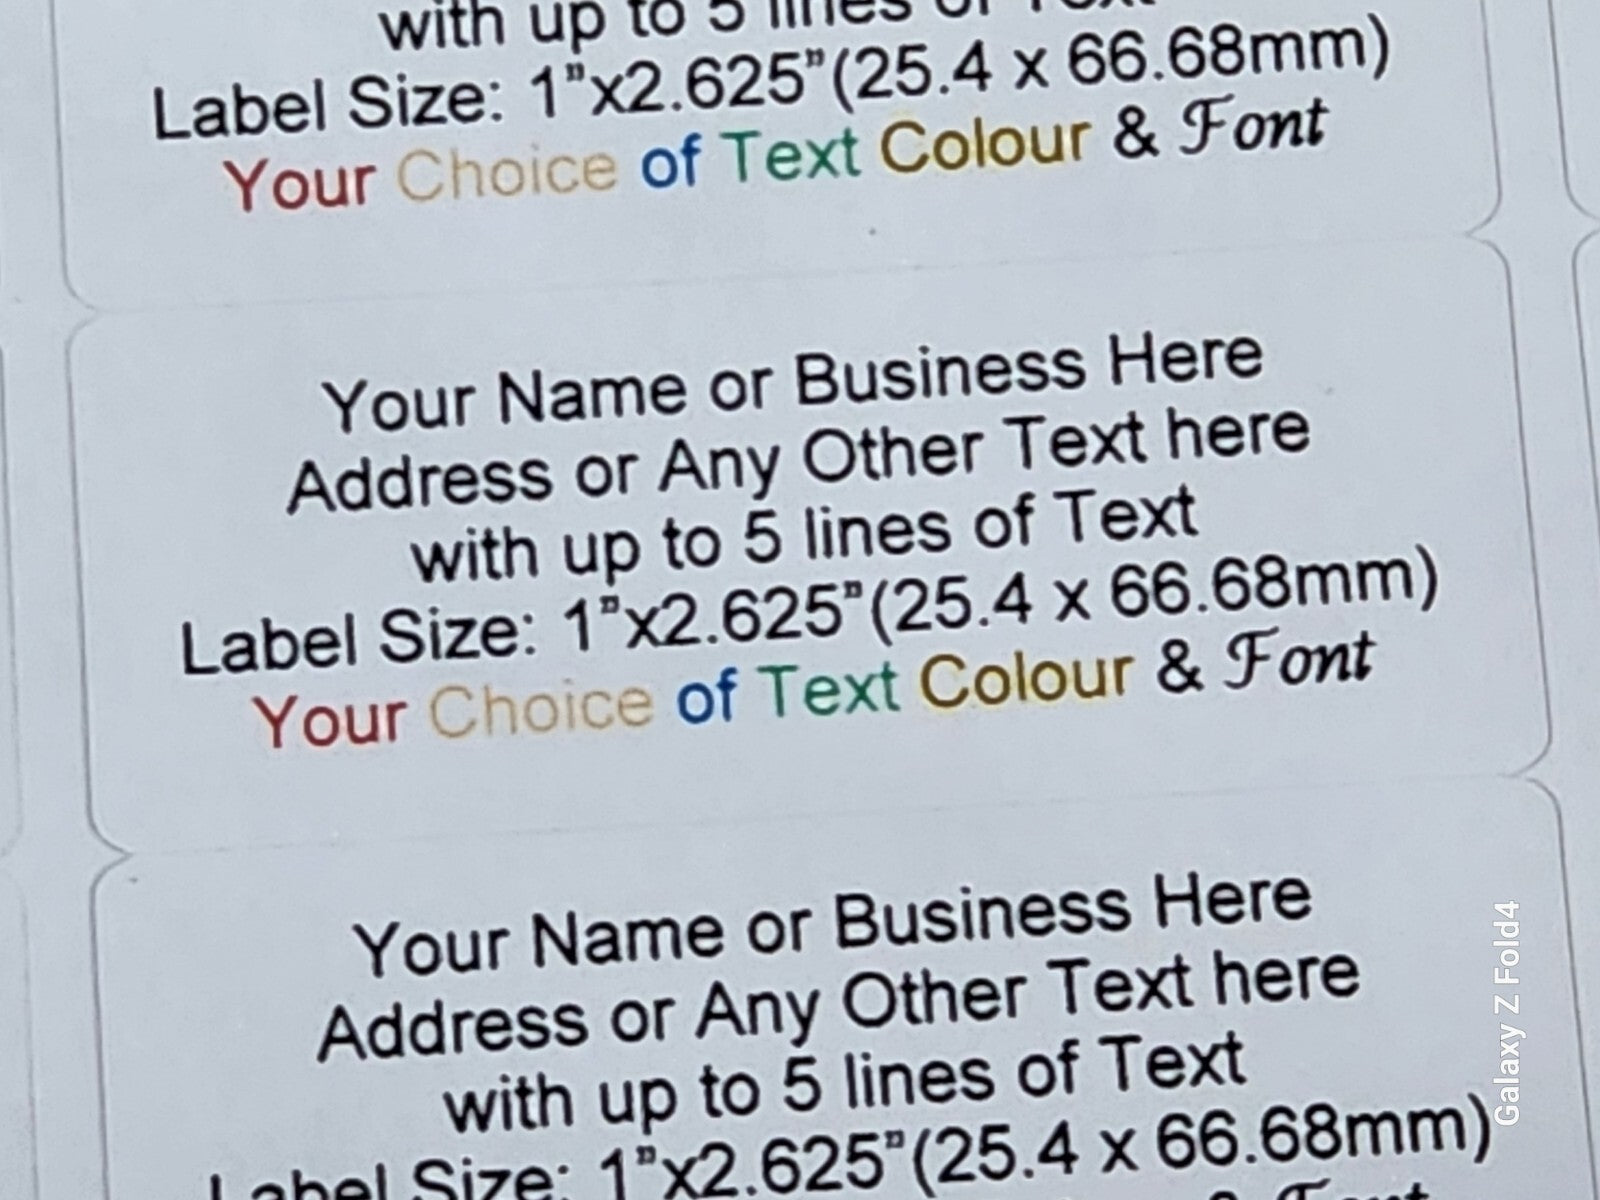 with up to 5 lines of Text
Label Size: 1"x2.625"(25.4 x 66.68mm)
Your Choice of Text Colour & Font
Your Name or Business Here
Address or Any Other Text here
with up to 5 lines of Text
Label Size: 1"x2.625"(25.4 x 66.68mm)
Your Choice of Text Colour & Font
Your Name or Business Here
Address or Any Other Text here
with up to 5 lines of Text
Label Size: 1"x2.625"(25.4 x 66.68mm)
& Font
Galaxy Z Fold4